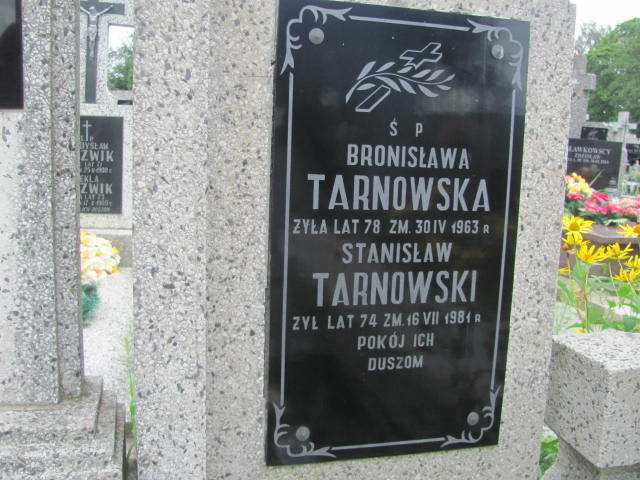 Ś P
BRONISŁAWA
TARNOWSKA
ŻYŁA LAT 78 ZM. 30 IV 1963 R
STANISŁAW
TARNOWSKI
ŻYŁ LAT 74 ZM. 16 VII 1981 R
POKÓJ ICH
DUSZOM